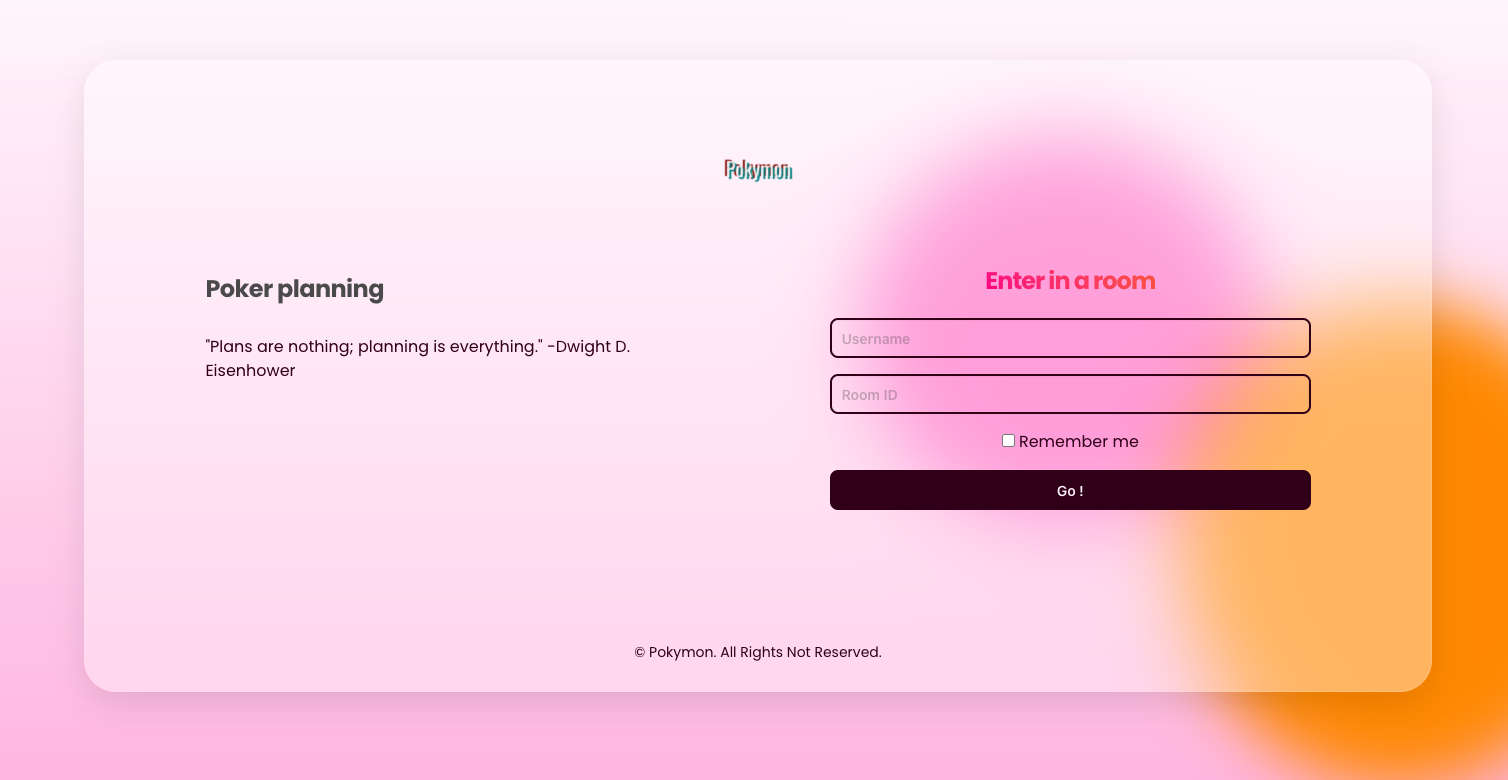 Pokymon
Poker planning
"Plans are nothing; planning is everything." -Dwight D.
Eisenhower
Enter in a room
Username
Room ID
Remember me
Go !
© Pokymon. All Rights Not Reserved.